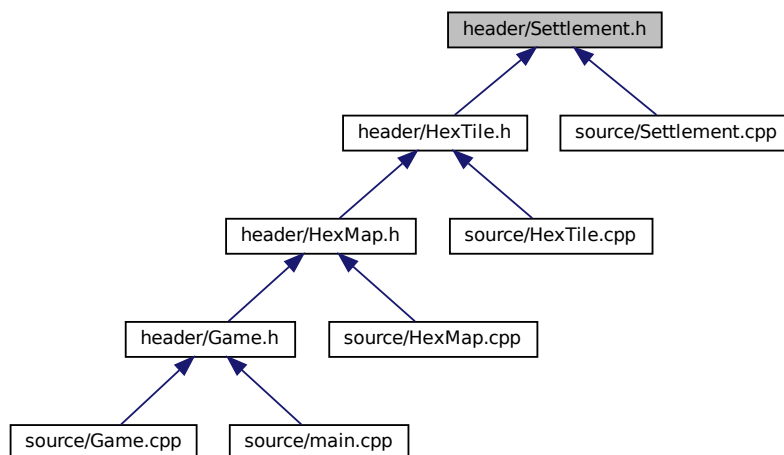 header/Settlement.h
header/HexTile.h
source/Settlement.cpp
header/HexMap.h
source/HexTile.cpp
header/Game.h
source/HexMap.cpp
source/Game.cpp
source/main.cpp